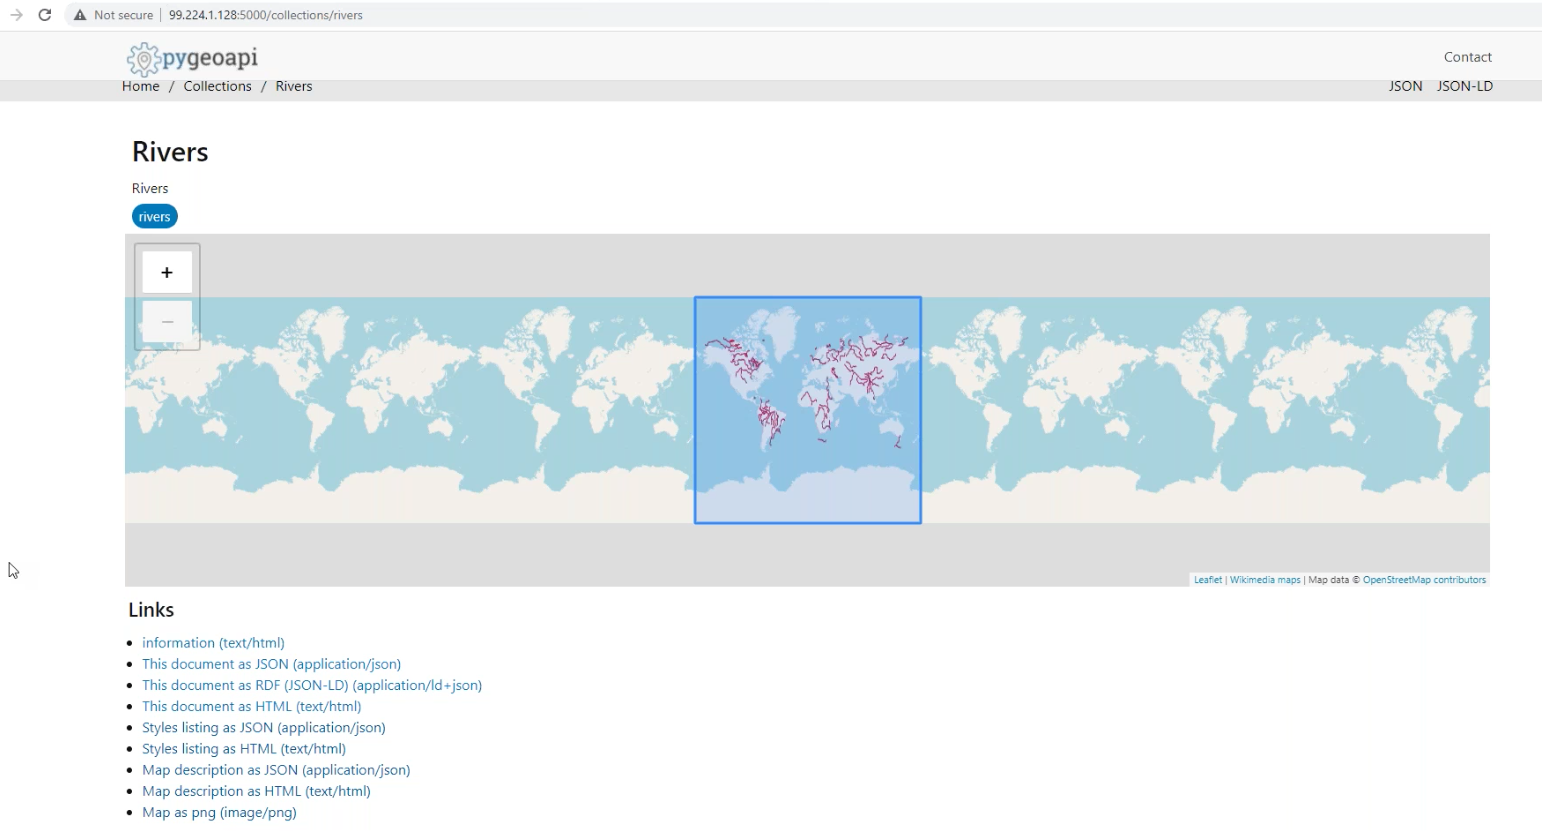 Not secure | 99.224.1.128:5000/collections/rivers
pygeoapi
Contact
Home / Collections / Rivers
JSON JSON-LD
Rivers
Rivers
rivers
+
−
Leaflet | Wikimedia maps | Map data © OpenStreetMap contributors
Links
information (text/html)
This document as JSON (application/json)
This document as RDF (JSON-LD) (application/ld+json)
This document as HTML (text/html)
Styles listing as JSON (application/json)
Styles listing as HTML (text/html)
Map description as JSON (application/json)
Map description as HTML (text/html)
Map as png (image/png)